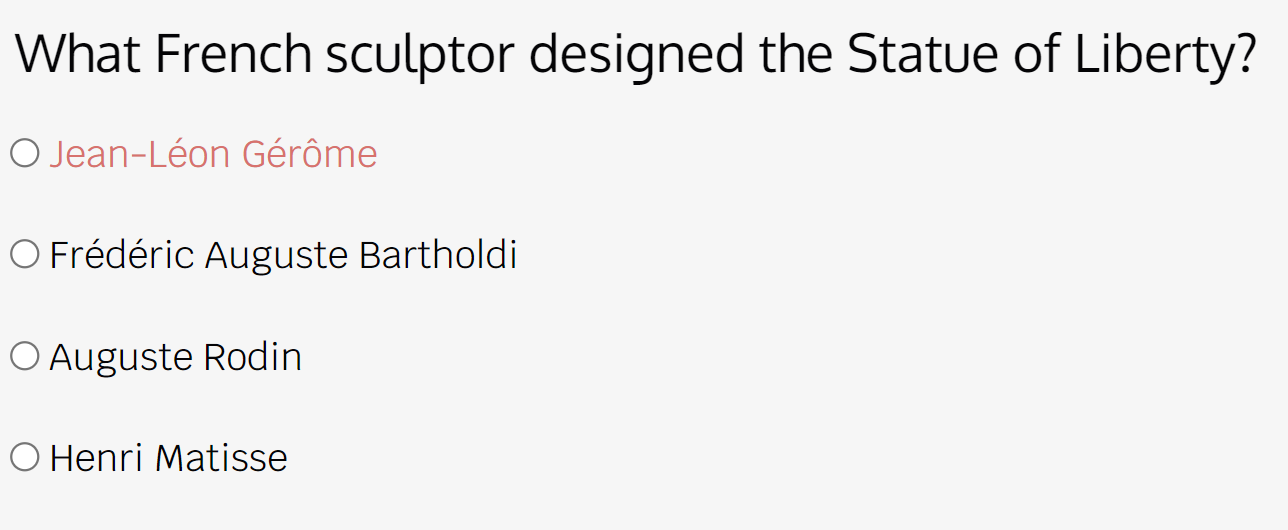 What French sculptor designed the Statue of Liberty?
Jean-Léon Gérôme
Frédéric Auguste Bartholdi
Auguste Rodin
Henri Matisse